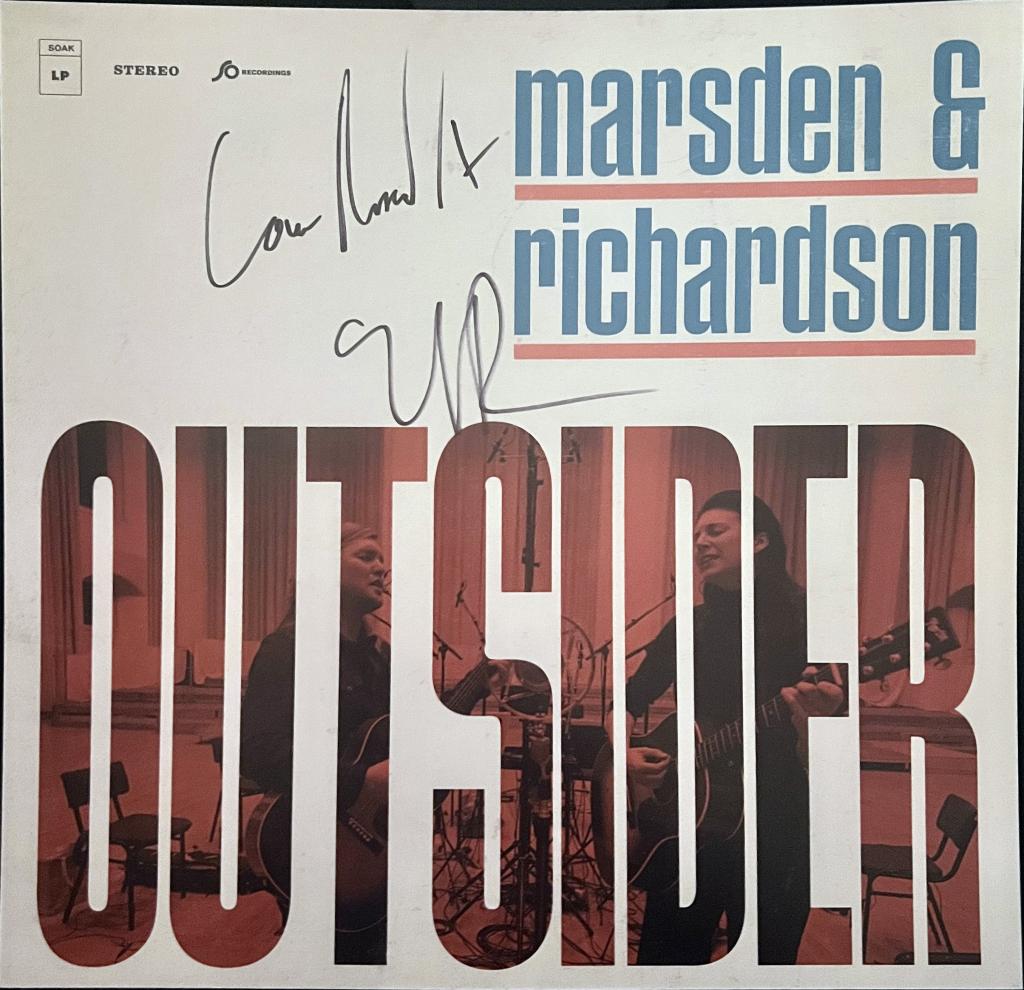 SOAK
LP
STEREO
SO RECORDINGS
marsden &
richardson
OUTSIDER